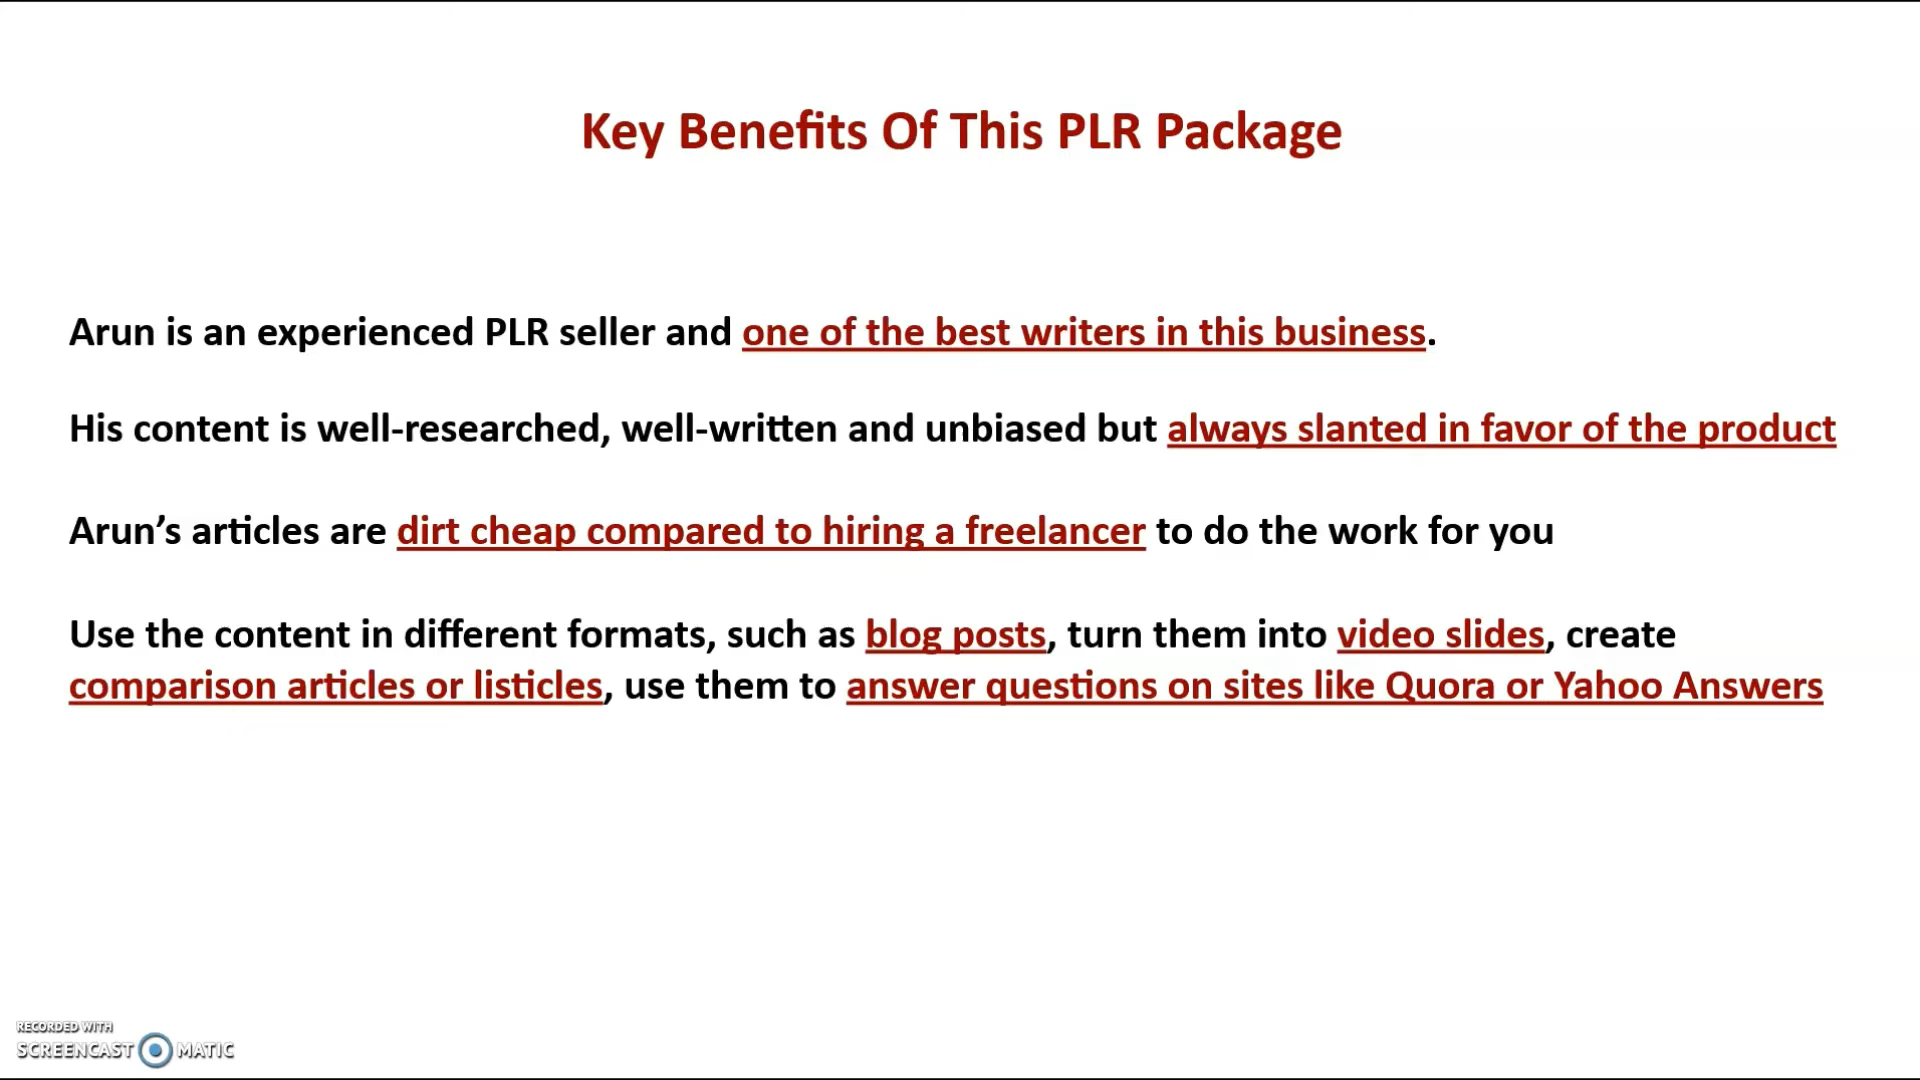 Key Benefits Of This PLR Package
Arun is an experienced PLR seller and one of the best writers in this business.
His content is well-researched, well-written and unbiased but always slanted in favor of the product
Arun’s articles are dirt cheap compared to hiring a freelancer to do the work for you
Use the content in different formats, such as blog posts, turn them into video slides, create
comparison articles or listicles, use them to answer questions on sites like Quora or Yahoo Answers
RECORDED WITH
SCREENCAST MATIC